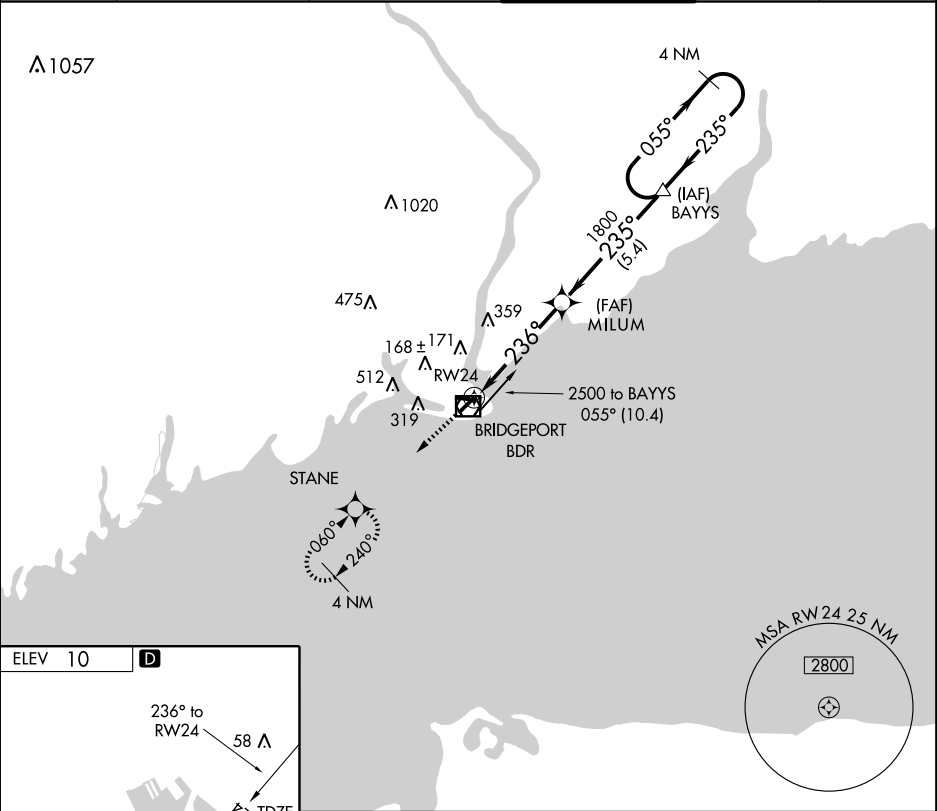 1057
4 NM
055°
235°
(IAF)
BAYYS
1020
1800
235°
(5.4)
475
359
(FAF)
MILUM
168 ±
171
236°
512
RW24
2500 to BAYYS
055° (10.4)
319
BRIDGEPORT
BDR
STANE
060°
240°
4 NM
MSA RW24 25 NM
2800
ELEV 10
D
236° to
RW24
58